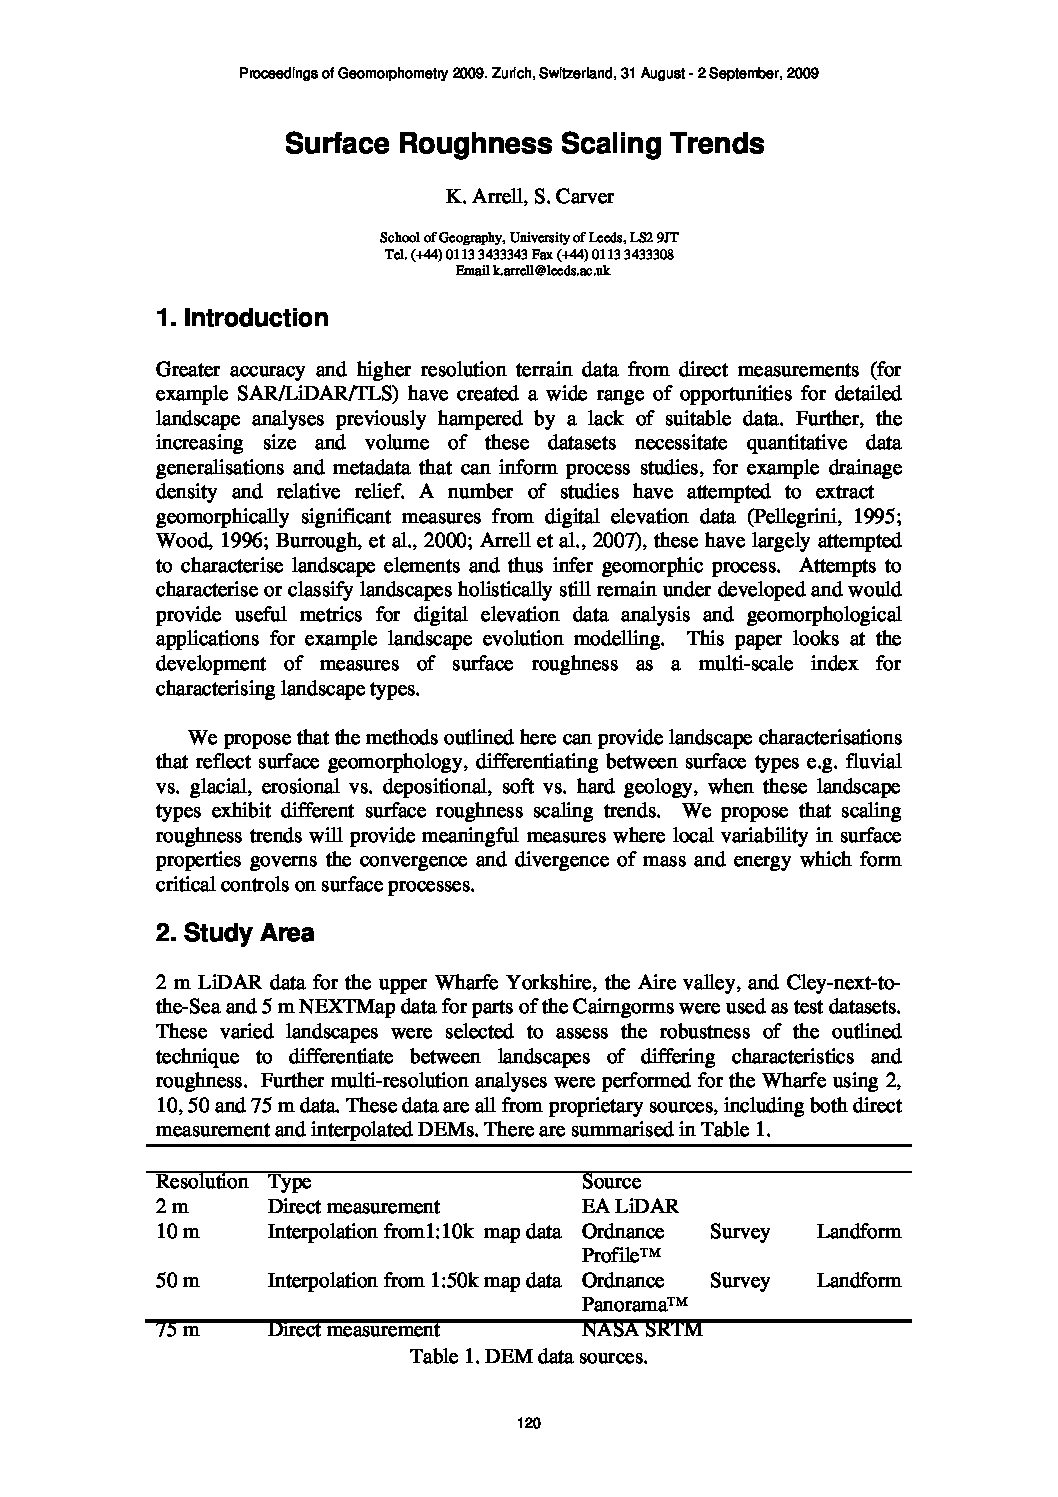 Proceedings of Geomorphometry 2009. Zurich, Switzerland, 31 August - 2 September, 2009
Surface Roughness Scaling Trends
K. Arrell, S. Carver
School of Geography, University of Leeds, LS2 9JT
Tel. (+44) 0113 3433343 Fax (+44) 0113 3433308
Email k.arrell@leeds.ac.uk
1. Introduction
Greater accuracy and higher resolution terrain data from direct measurements (for
example SAR/LiDAR/TLS) have created a wide range of opportunities for detailed
landscape analyses previously hampered by a lack of suitable data. Further, the
increasing size and volume of these datasets necessitate quantitative data
generalisations and metadata that can inform process studies, for example drainage
density and relative relief. A number of studies have attempted to extract
geomorphically significant measures from digital elevation data (Pellegrini, 1995;
Wood, 1996; Burrough, et al., 2000; Arrell et al., 2007), these have largely attempted
to characterise landscape elements and thus infer geomorphic process. Attempts to
characterise or classify landscapes holistically still remain under developed and would
provide useful metrics for digital elevation data analysis and geomorphological
applications for example landscape evolution modelling. This paper looks at the
development of measures of surface roughness as a multi-scale index for
characterising landscape types.
We propose that the methods outlined here can provide landscape characterisations
that reflect surface geomorphology, differentiating between surface types e.g. fluvial
vs. glacial, erosional vs. depositional, soft vs. hard geology, when these landscape
types exhibit different surface roughness scaling trends. We propose that scaling
roughness trends will provide meaningful measures where local variability in surface
properties governs the convergence and divergence of mass and energy which form
critical controls on surface processes.
2. Study Area
2 m LiDAR data for the upper Wharfe Yorkshire, the Aire valley, and Cley-next-to-
the-Sea and 5 m NEXTMap data for parts of the Cairngorms were used as test datasets.
These varied landscapes were selected to assess the robustness of the outlined
technique to differentiate between landscapes of differing characteristics and
roughness. Further multi-resolution analyses were performed for the Wharfe using 2,
10, 50 and 75 m data. These data are all from proprietary sources, including both direct
measurement and interpolated DEMs. There are summarised in Table 1.
Resolution Type Source
2 m Direct measurement EA LiDAR
10 m Interpolation from1:10k map data Ordnance Survey Landform
Profile™
50 m Interpolation from 1:50k map data Ordnance Survey Landform
Panorama™
75 m Direct measurement NASA SRTM
Table 1. DEM data sources.
120